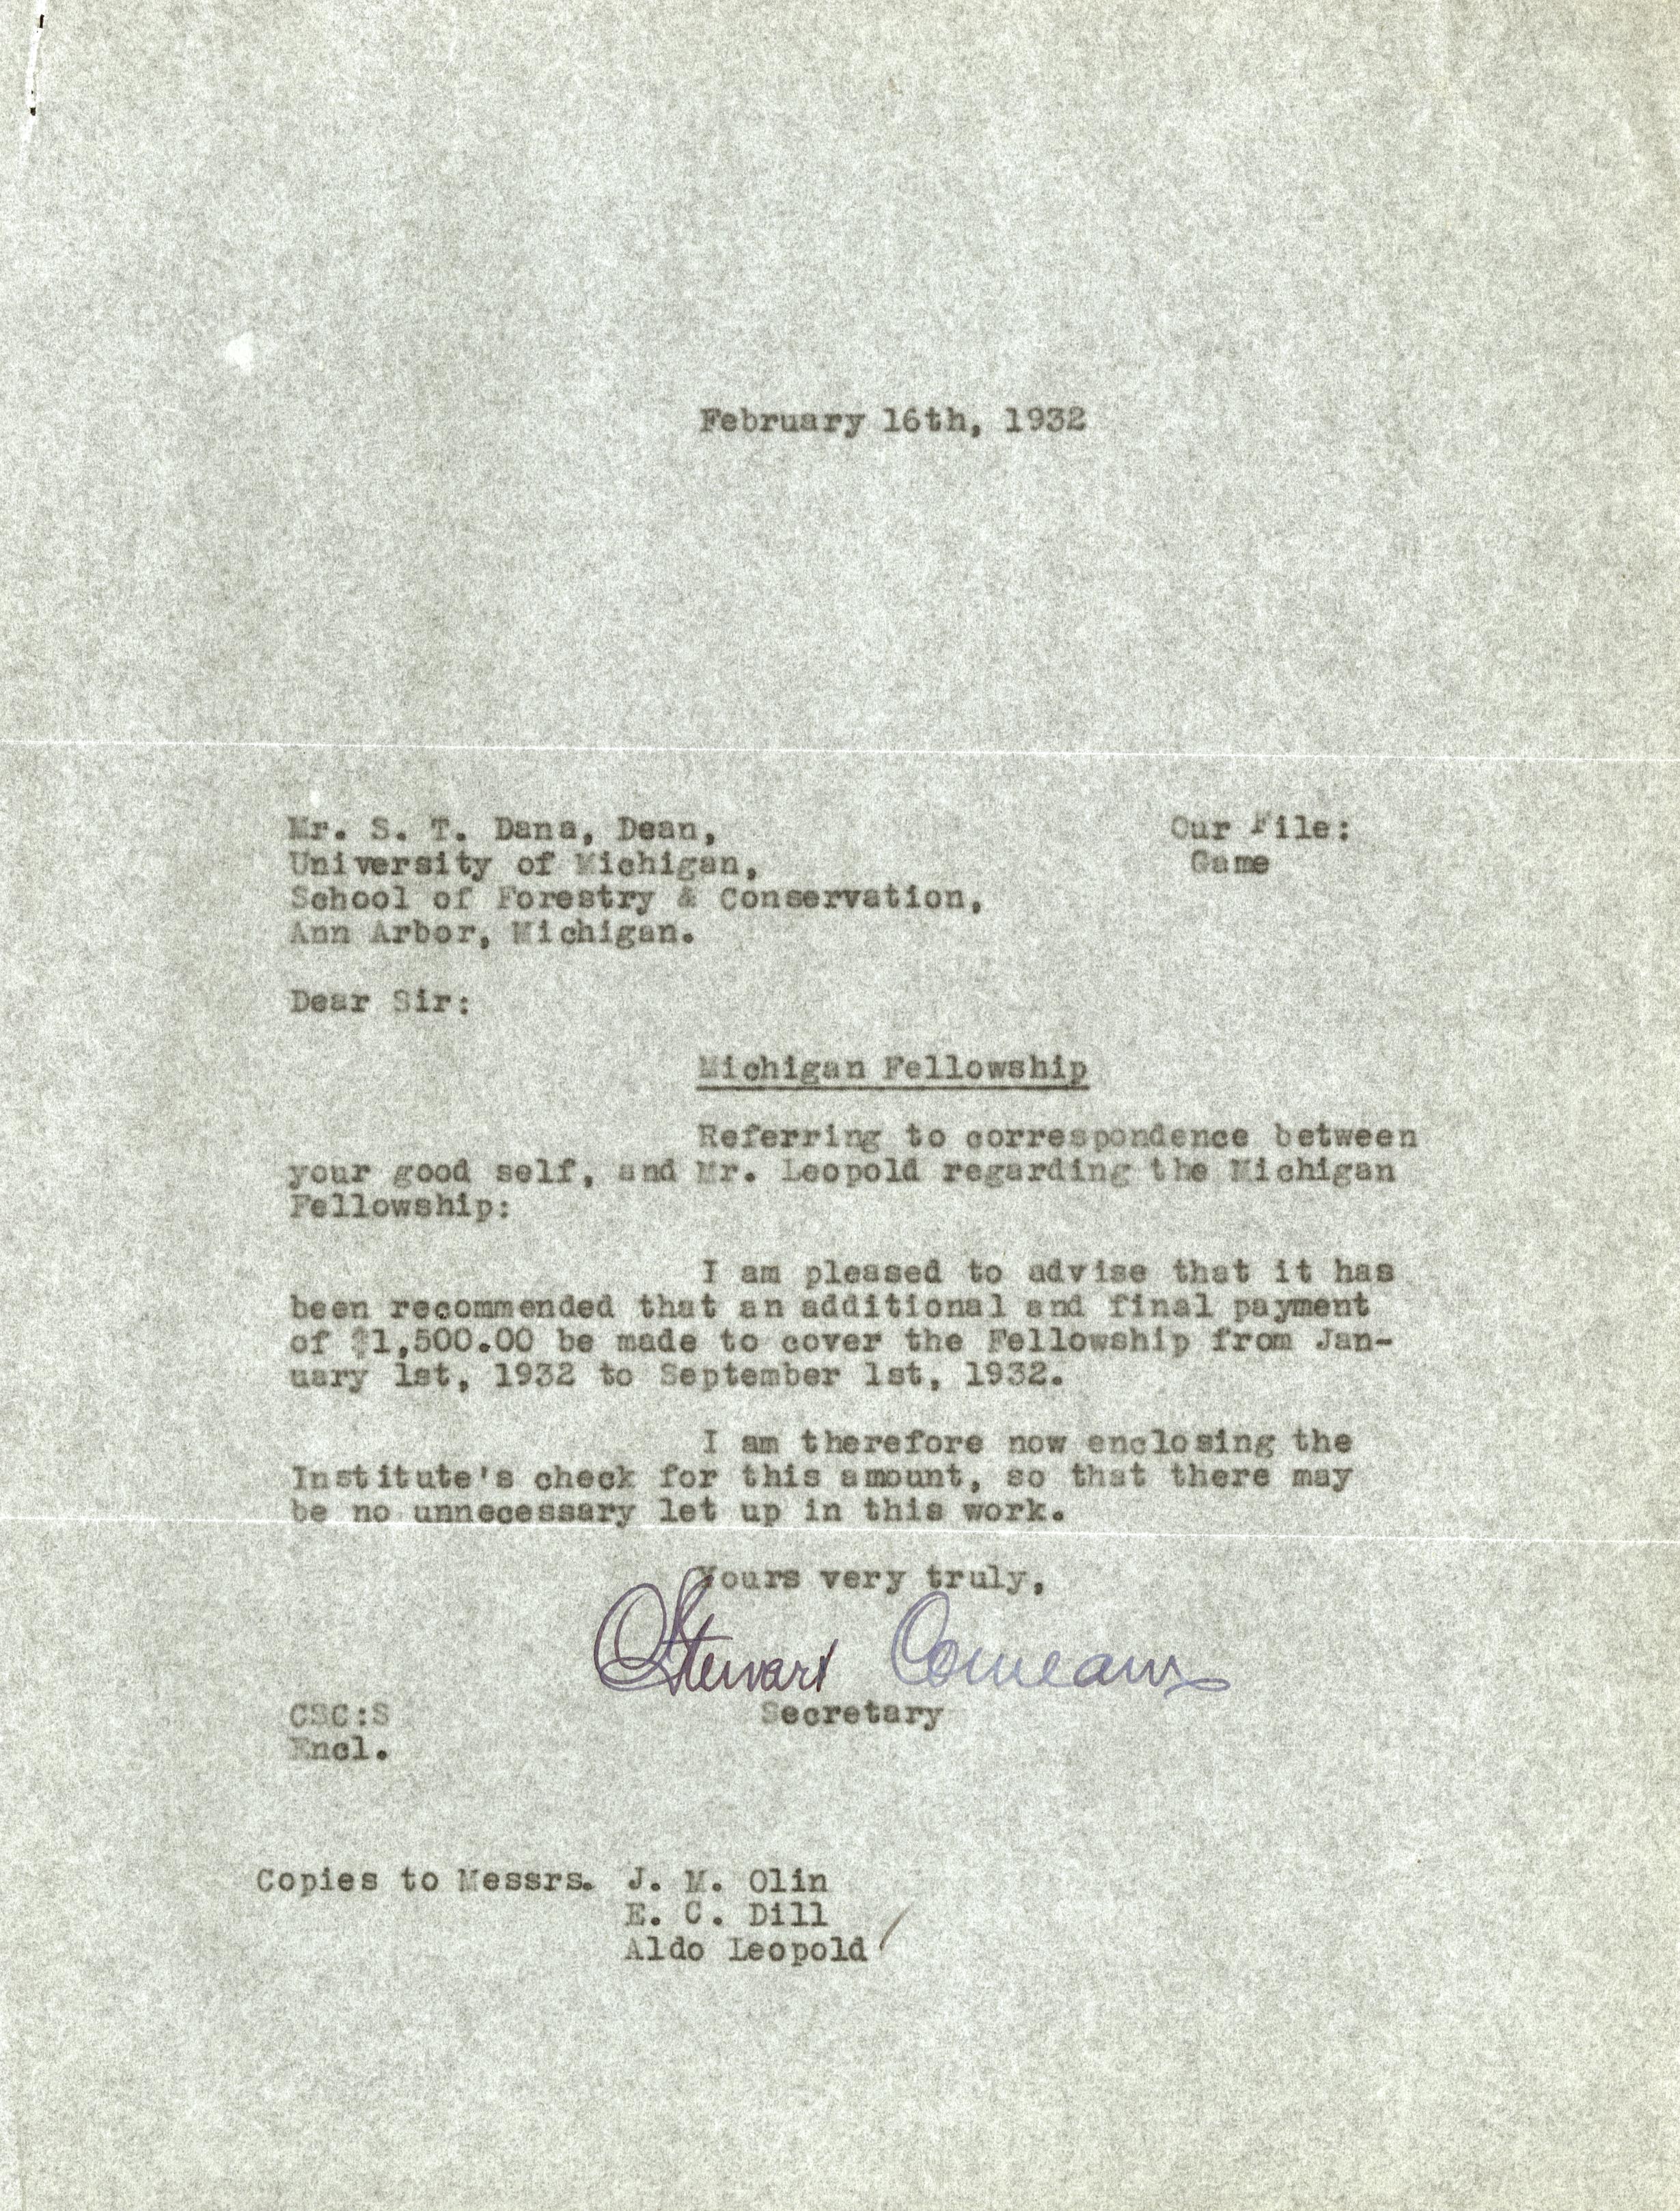 February 16th, 1932
Mr. S. T. Dana, Dean,
University of Michigan,
School of Forestry & Conservation,
Ann Arbor, Michigan.
Our File:
Game
Dear Sir:
Michigan Fellowship
Referring to correspondence between
your good self, and Mr. Leopold regarding the Michigan
Fellowship:
I am pleased to advise that it has
been recommended that an additional and final payment
of $1,500.00 be made to cover the Fellowship from Jan-
uary 1st, 1932 to September 1st, 1932.
I am therefore now enclosing the
Institute's check for this amount, so that there may
be no unnecessary let up in this work.
Yours very truly,
Stewart Comeau
Secretary
CSC:S
Encl.
Copies to Messrs. J. M. Olin
E. C. Dill
Aldo Leopold